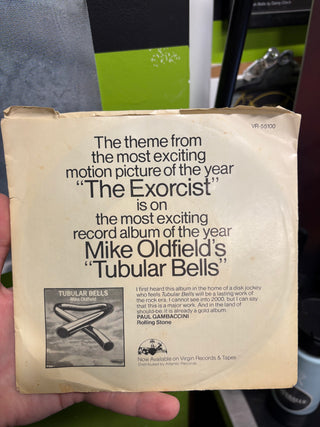 VR-55100
The theme from
the most exciting
motion picture of the year
"The Exorcist"
is on
the most exciting
record album of the year
Mike Oldfield's
"Tubular Bells"
TUBULAR BELLS
Mike Oldfield
I first heard this album in the home of a disk jockey
who feels Tubular Bells will be a lasting work of
the rock era. I cannot see into 2000, but I can say
that this is a major work. And in the land of
should-be, it is already a gold album.
PAUL GAMBACCINI
Rolling Stone
Now Available on Virgin Records & Tapes
Distributed by Atlantic Records